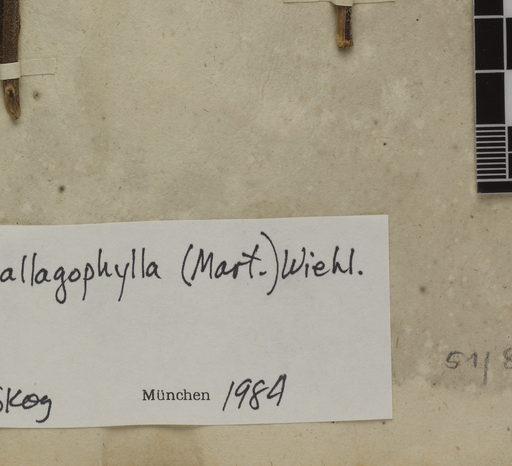 allagophylla (Mart.) Wiehl.
Skog München 1984
51/8